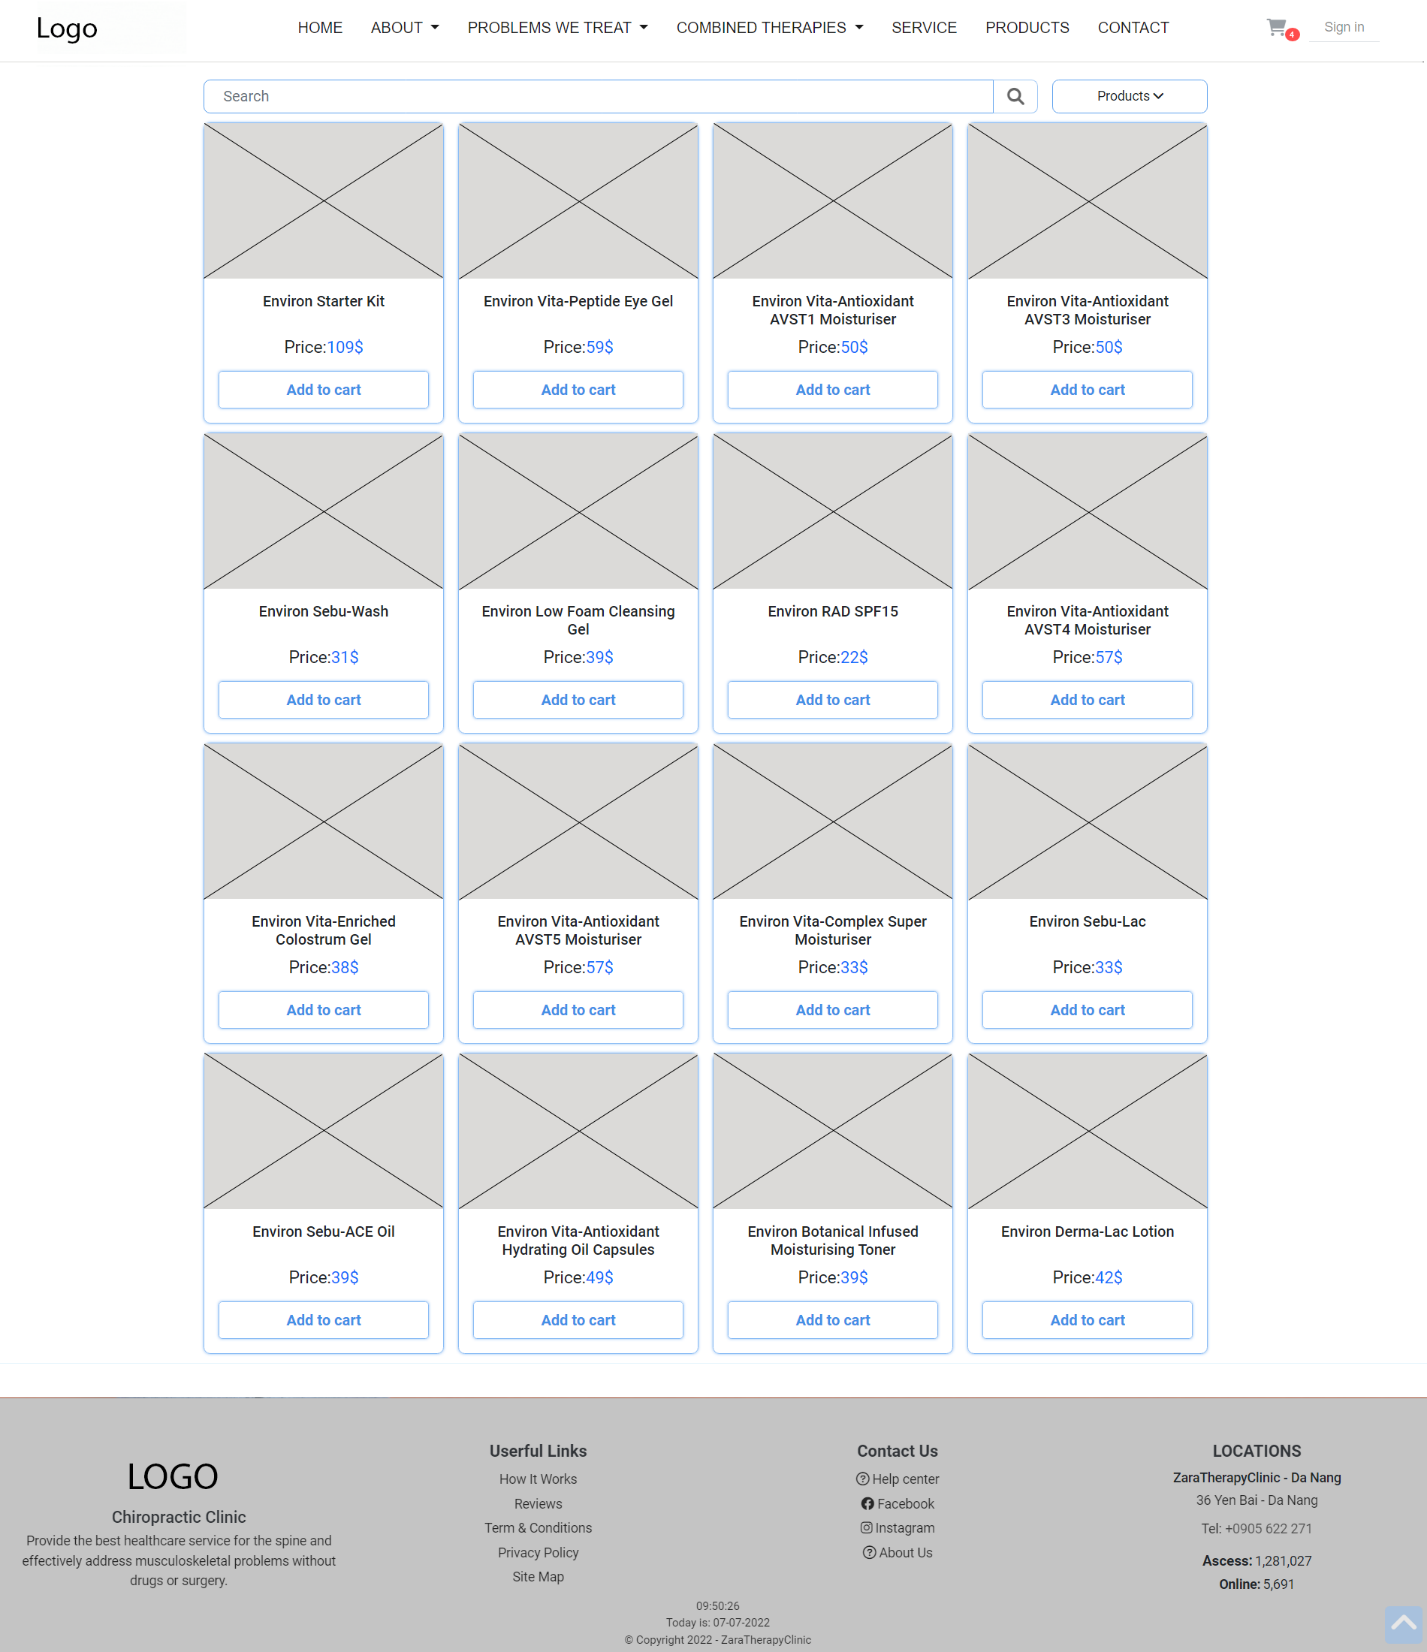 Logo
HOME ABOUT PROBLEMS WE TREAT COMBINED THERAPIES SERVICE PRODUCTS CONTACT 4 Sign in
Search Products
Environ Starter Kit
Price:109$
Add to cart
Environ Vita-Peptide Eye Gel
Price:59$
Add to cart
Environ Vita-Antioxidant
AVST1 Moisturiser
Price:50$
Add to cart
Environ Vita-Antioxidant
AVST3 Moisturiser
Price:50$
Add to cart
Environ Sebu-Wash
Price:31$
Add to cart
Environ Low Foam Cleansing
Gel
Price:39$
Add to cart
Environ RAD SPF15
Price:22$
Add to cart
Environ Vita-Antioxidant
AVST4 Moisturiser
Price:57$
Add to cart
Environ Vita-Enriched
Colostrum Gel
Price:38$
Add to cart
Environ Vita-Antioxidant
AVST5 Moisturiser
Price:57$
Add to cart
Environ Vita-Complex Super
Moisturiser
Price:33$
Add to cart
Environ Sebu-Lac
Price:33$
Add to cart
Environ Sebu-ACE Oil
Price:39$
Add to cart
Environ Vita-Antioxidant
Hydrating Oil Capsules
Price:49$
Add to cart
Environ Botanical Infused
Moisturising Toner
Price:39$
Add to cart
Environ Derma-Lac Lotion
Price:42$
Add to cart
LOGO
Chiropractic Clinic
Provide the best healthcare service for the spine and
effectively address musculoskeletal problems without
drugs or surgery.
Userful Links
How It Works
Reviews
Term & Conditions
Privacy Policy
Site Map
Contact Us
Help center
Facebook
Instagram
About Us
LOCATIONS
ZaraTherapyClinic - Da Nang
36 Yen Bai - Da Nang
Tel: +0905 622 271
Ascess: 1,281,027
Online: 5,691
09:50:26
Today is: 07-07-2022
© Copyright 2022 - ZaraTherapyClinic